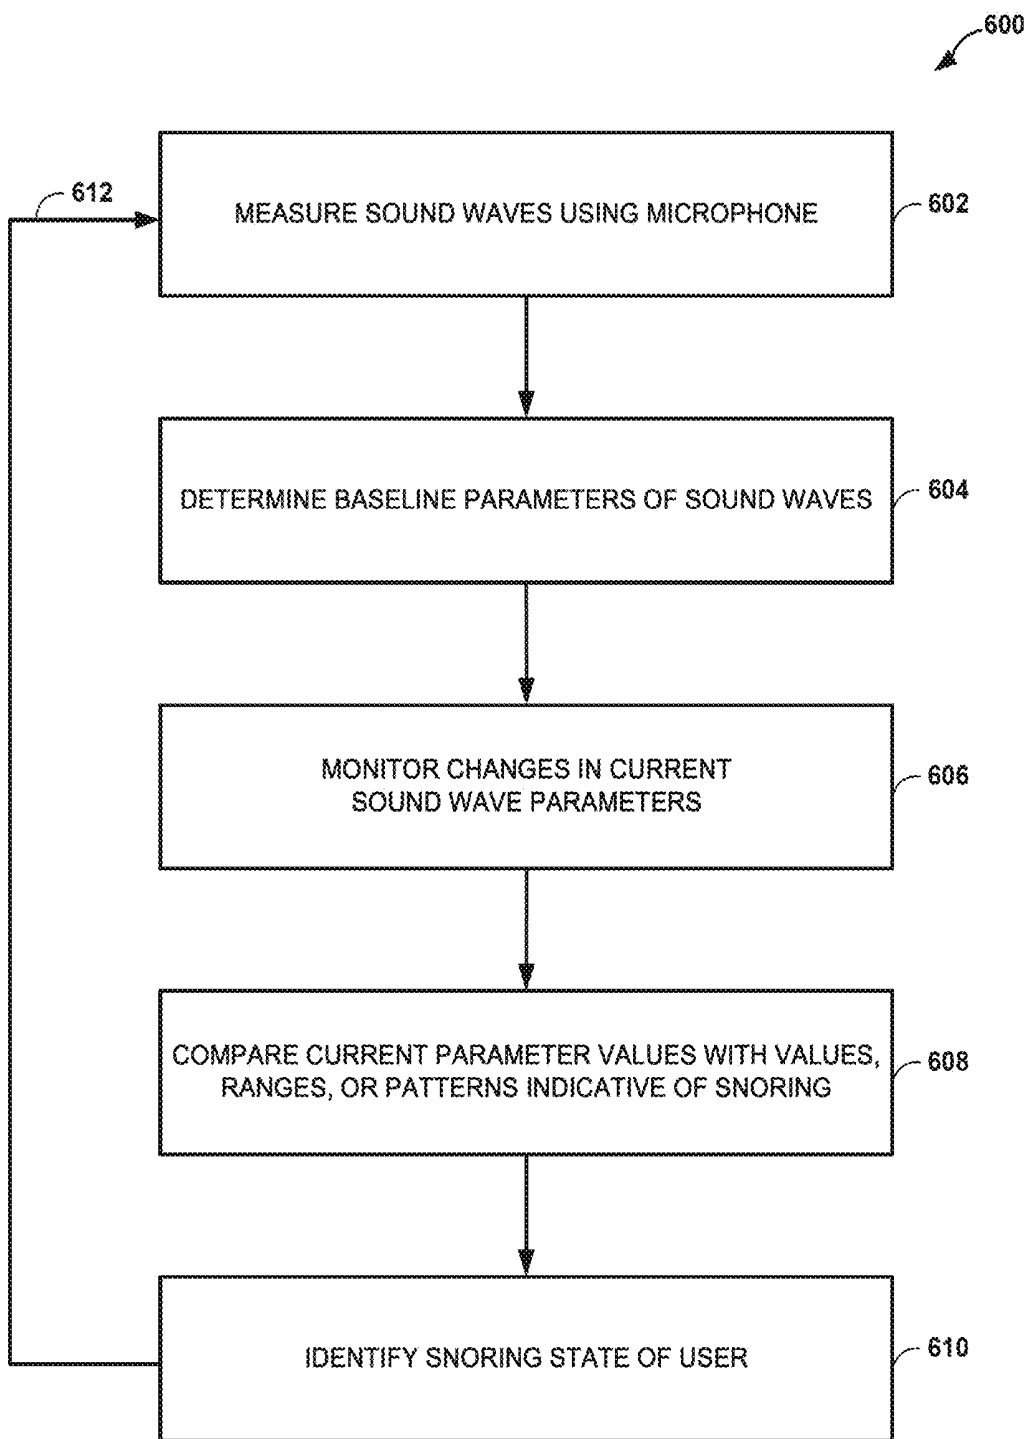 600
612
MEASURE SOUND WAVES USING MICROPHONE
602
DETERMINE BASELINE PARAMETERS OF SOUND WAVES
604
MONITOR CHANGES IN CURRENT
SOUND WAVE PARAMETERS
606
COMPARE CURRENT PARAMETER VALUES WITH VALUES,
RANGES, OR PATTERNS INDICATIVE OF SNORING
608
IDENTIFY SNORING STATE OF USER
610